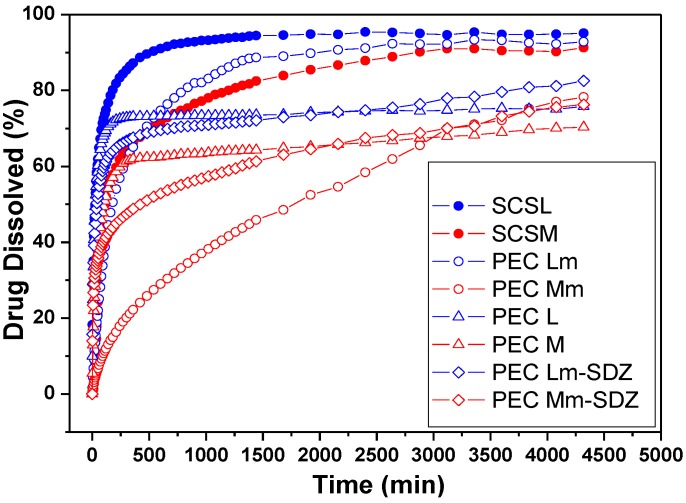 100
80
60
40
20
0
Drug Dissolved (%)
SCSL
SCSM
PEC Lm
PEC Mm
PEC L
PEC M
PEC Lm-SDZ
PEC Mm-SDZ
0 500 1000 1500 2000 2500 3000 3500 4000 4500 5000
Time (min)